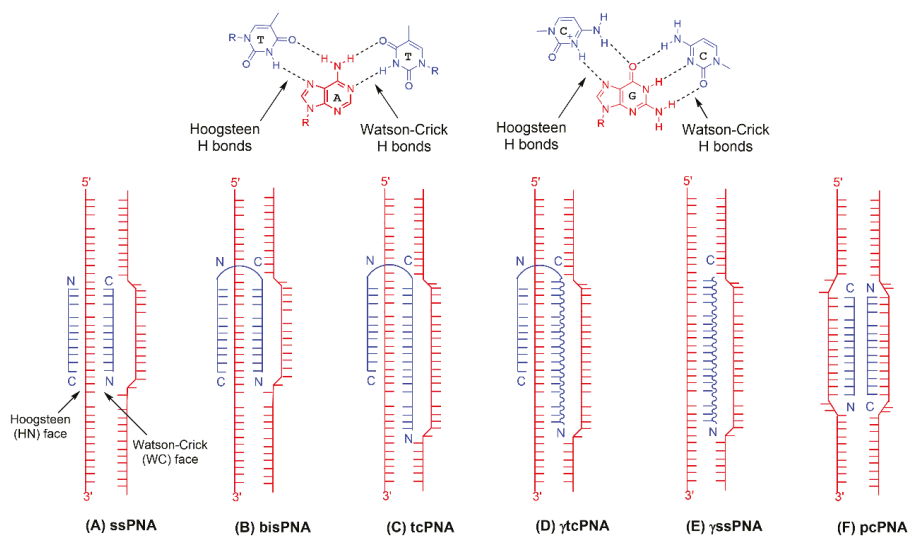 T
R
N
O
N
O
H
H
H
N
N
N
A
N
N
R
O
T
H
N
N
R
O
Hoogsteen
H bonds
Watson-Crick
H bonds
H
N
H
N
C
+
N
O
H
O
N
N
G
N
H
N
N
R
N
H
H
H
N
H
N
C
N
O
Hoogsteen
H bonds
Watson-Crick
H bonds
5'
5'
5'
5'
5'
5'
N
C
C
N
N
C
C
N
N
C
C
N
N
C
C
N
C
N
C
N
N
C
Hoogsteen
(HN) face
Watson-Crick
(WC) face
3'
3'
3'
3'
3'
3'
(A) ssPNA
(B) bisPNA
(C) tcPNA
(D) γtcPNA
(E) γssPNA
(F) pcPNA